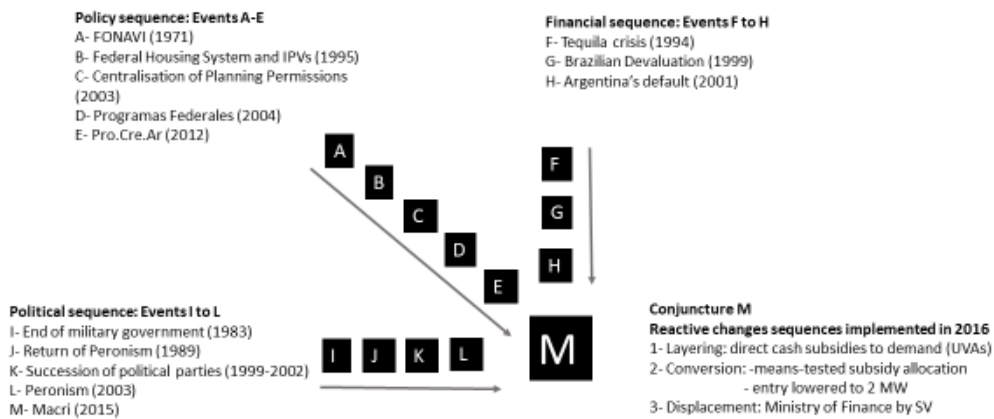 Policy sequence: Events A-E
A- FONAVI (1971)
B- Federal Housing System and IPVs (1995)
C- Centralisation of Planning Permissions
(2003)
D- Programas Federales (2004)
E- Pro.Cre.Ar (2012)
Financial sequence: Events F to H
F- Tequila crisis (1994)
G- Brazilian Devaluation (1999)
H- Argentina's default (2001)
A
B
C
D
E
F
G
H
Political sequence: Events I to L
I- End of military government (1983)
J- Return of Peronism (1989)
K- Succession of political parties (1999-2002)
L- Peronism (2003)
M- Macri (2015)
I
J
K
L
M
Conjuncture M
Reactive changes sequences implemented in 2016
1- Layering: direct cash subsidies to demand (UVAs)
2- Conversion: -means-tested subsidy allocation
- entry lowered to 2 MW
3- Displacement: Ministry of Finance by SV